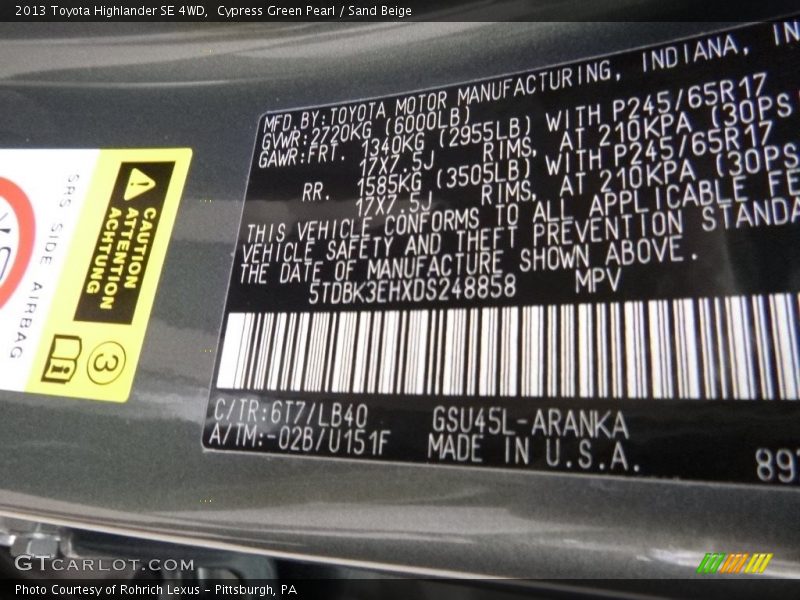 2013 Toyota Highlander SE 4WD,  Cypress Green Pearl / Sand Beige
MFD. BY: TOYOTA MOTOR MANUFACTURING, INDIANA, IN
GVWR: 2720KG (6000LB)
GAWR: FRT. 1340KG (2955LB) WITH P245/65R17
17X7.5J RIMS, AT 210KPA (30PS
RR. 1585KG (3505LB) WITH P245/65R17
17X7.5J RIMS, AT 210KPA (30PS
THIS VEHICLE CONFORMS TO ALL APPLICABLE FE
VEHICLE SAFETY AND THEFT PREVENTION STANDA
THE DATE OF MANUFACTURE SHOWN ABOVE.
5TDBK3EHXDS248858 MPV
C/TR: 6T7/LB40 GSU45L-ARANKA
A/TM: -02B/U151F MADE IN U.S.A.
897
SRS SIDE AIRBAG
CAUTION
ATTENTION
ACHTUNG
i
3
GTCARLOT.COM
Photo Courtesy of Rohrich Lexus - Pittsburgh, PA